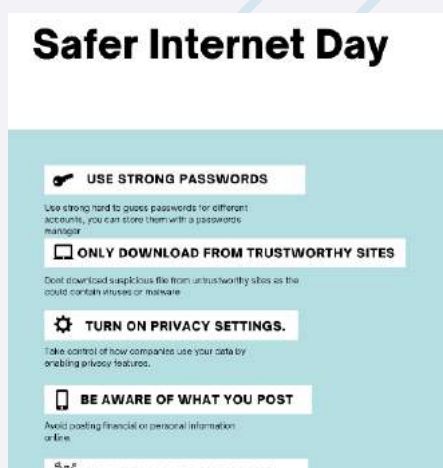 Safer Internet Day
USE STRONG PASSWORDS
Use strong hard to guess passwords for different
accounts, you can store them with a passwords
manager
ONLY DOWNLOAD FROM TRUSTWORTHY SITES
Dont download suspicious file from untrustworthy sites as the
could contain viruses or malware
TURN ON PRIVACY SETTINGS.
Take control of how companies use your data by
enabling privacy features.
BE AWARE OF WHAT YOU POST
Avoid posting financial or personal information
online.